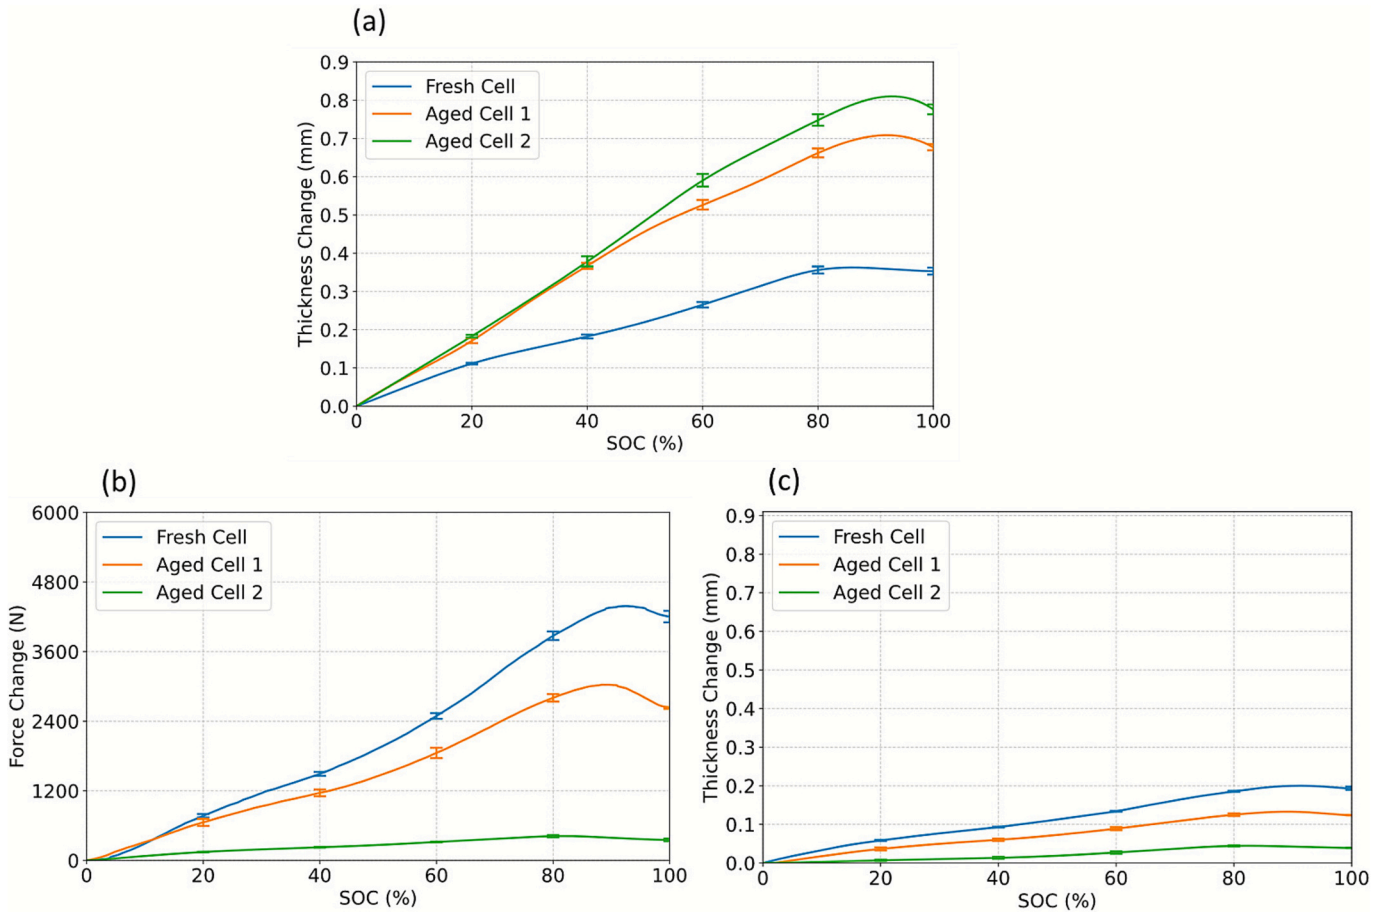 (a)
0.9
0.8
0.7
0.6
0.5
0.4
0.3
0.2
0.1
0.0
Thickness Change (mm)
Fresh Cell
Aged Cell 1
Aged Cell 2
0 20 40 60 80 100
SOC (%)
(b)
6000
4800
3600
2400
1200
0
Force Change (N)
Fresh Cell
Aged Cell 1
Aged Cell 2
0 20 40 60 80 100
SOC (%)
(c)
0.9
0.8
0.7
0.6
0.5
0.4
0.3
0.2
0.1
0.0
Thickness Change (mm)
Fresh Cell
Aged Cell 1
Aged Cell 2
0 20 40 60 80 100
SOC (%)